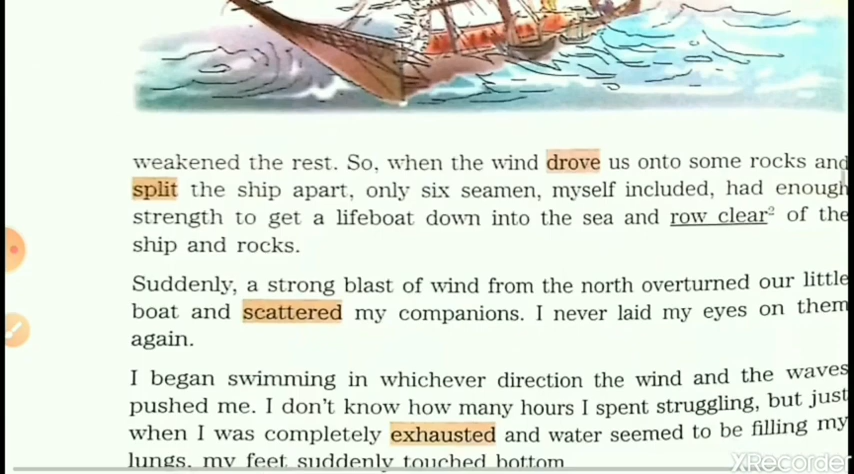 weakened the rest. So, when the wind drove us onto some rocks and
split the ship apart, only six seamen, myself included, had enough
strength to get a lifeboat down into the sea and row clear² of the
ship and rocks.
Suddenly, a strong blast of wind from the north overturned our little
boat and scattered my companions. I never laid my eyes on them
again.
I began swimming in whichever direction the wind and the waves
pushed me. I don't know how many hours I spent struggling, but just
when I was completely exhausted and water seemed to be filling my
lungs, my feet suddenly touched bottom
XRecorder